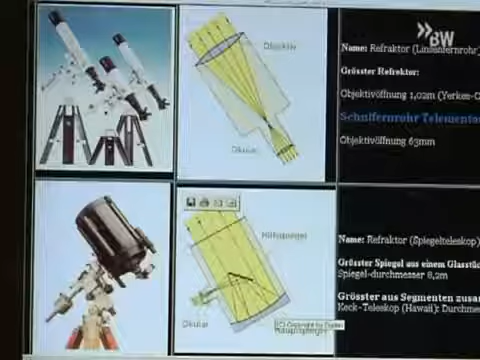 BW
Objektiv
Okular
Name: Refraktor (Linsenfernrohr)
Grösster Refraktor:
Objektivöffnung 1,02m (Yerkes-O
Schulfernrohr Telementor
Objektivöffnung 63mm
Hilfsspiegel
Okular
Hauptspiegel
Name: Refraktor (Spiegelteleskop)
Grösster Spiegel aus einem Glasstück
Spiegel-durchmesser 8,2m
Grösster aus Segmenten zusam
Keck-Teleskop (Hawaii): Durchme